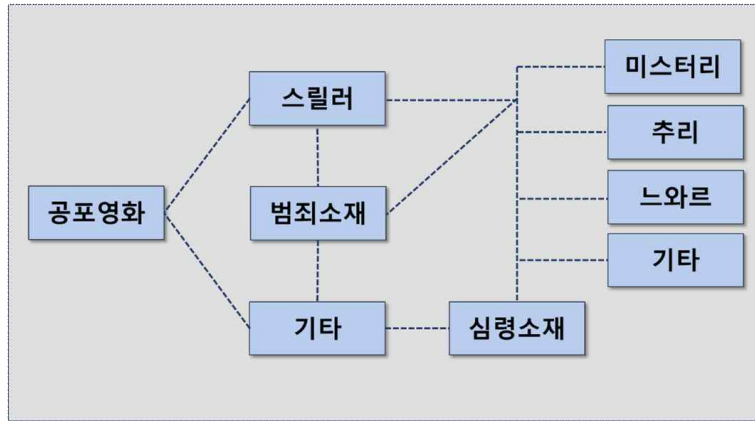 공포영화
스릴러
범죄소재
기타
심령소재
미스터리
추리
느와르
기타